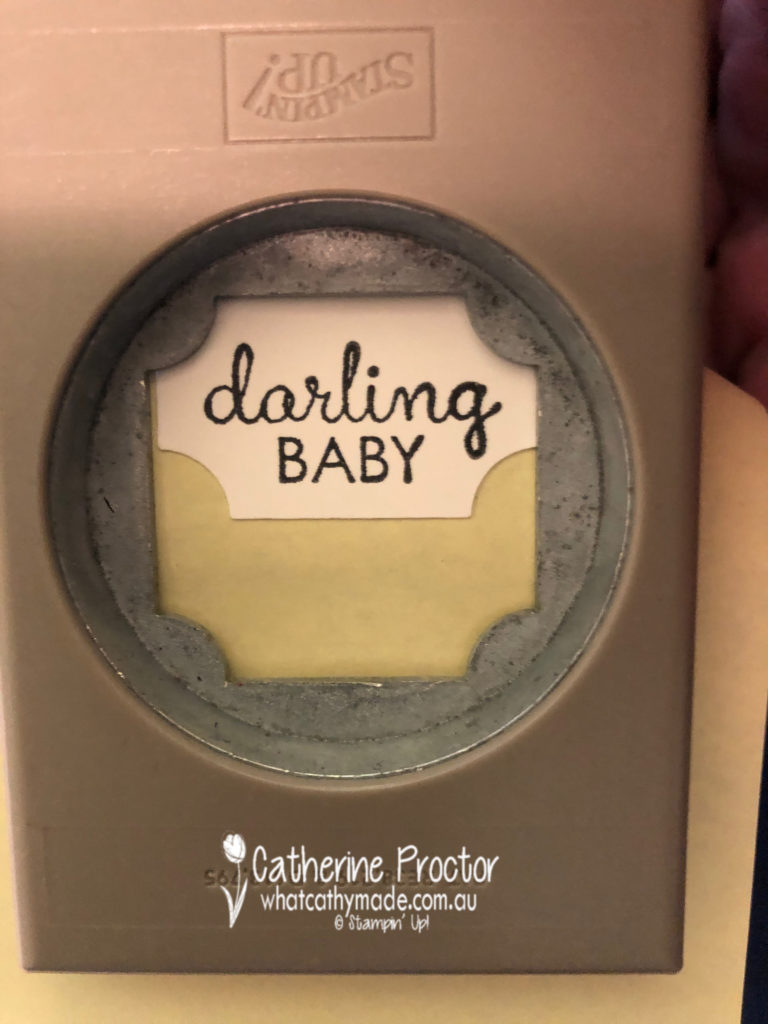 STAMPIN'
UP!
darling
BABY
Catherine Proctor
whatcathymade.com.au
© Stampin' Up!